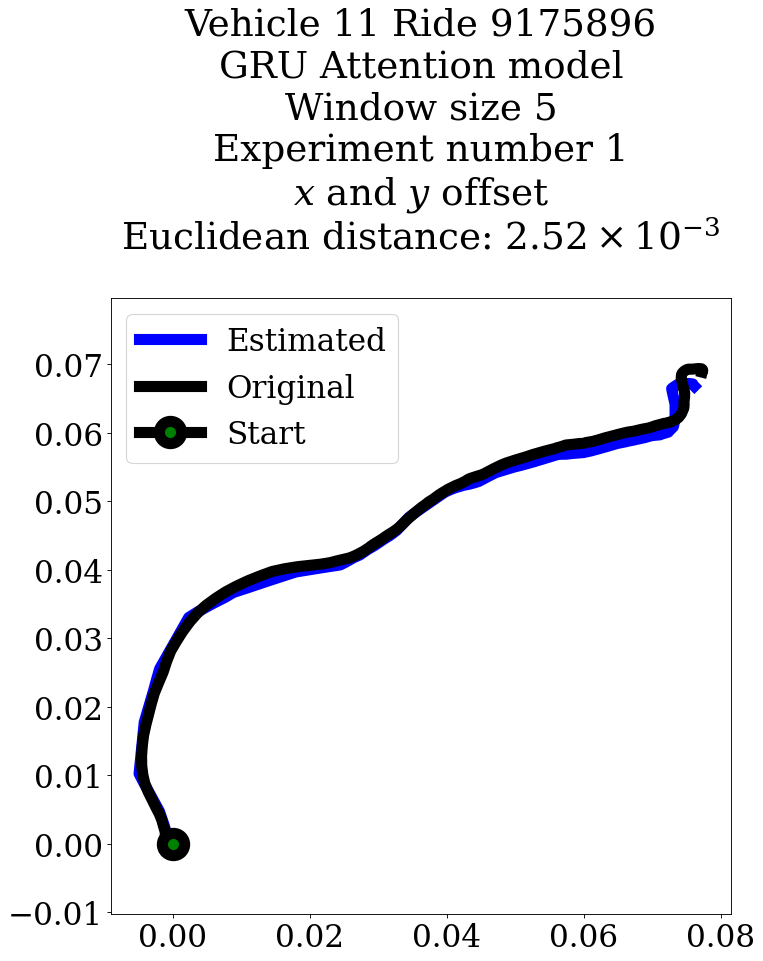 Vehicle 11 Ride 9175896
GRU Attention model
Window size 5
Experiment number 1
x and y offset
Euclidean distance: 2.52 × 10⁻³
Estimated
Original
Start
0.07
0.06
0.05
0.04
0.03
0.02
0.01
0.00
−0.01
0.00 0.02 0.04 0.06 0.08